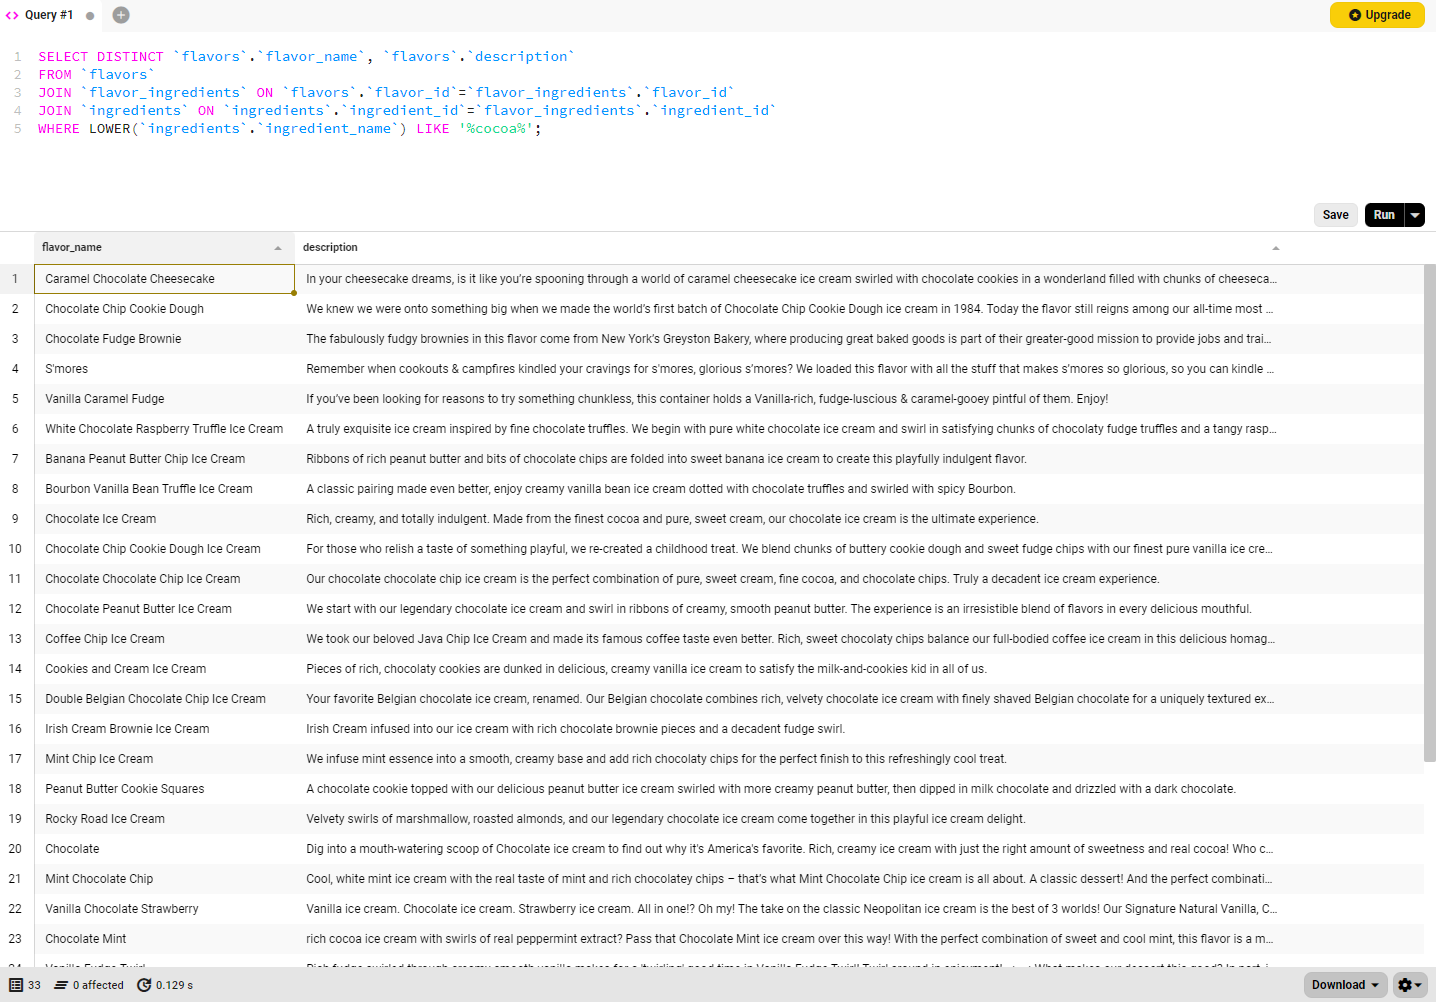 Query #1
Upgrade
1 SELECT DISTINCT `flavors`.`flavor_name`, `flavors`.`description`
2 FROM `flavors`
3 JOIN `flavor_ingredients` ON `flavors`.`flavor_id`=`flavor_ingredients`.`flavor_id`
4 JOIN `ingredients` ON `ingredients`.`ingredient_id`=`flavor_ingredients`.`ingredient_id`
5 WHERE LOWER(`ingredients`.`ingredient_name`) LIKE '%cocoa%';
Save Run
flavor_name description
1 Caramel Chocolate Cheesecake In your cheesecake dreams, is it like you’re spooning through a world of caramel cheesecake ice cream swirled with chocolate cookies in a wonderland filled with chunks of cheeseca...
2 Chocolate Chip Cookie Dough We knew we were onto something big when we made the world’s first batch of Chocolate Chip Cookie Dough ice cream in 1984. Today the flavor still reigns among our all-time most ...
3 Chocolate Fudge Brownie The fabulously fudgy brownies in this flavor come from New York’s Greyston Bakery, where producing great baked goods is part of their greater-good mission to provide jobs and trai...
4 S'mores Remember when cookouts & campfires kindled your cravings for s'mores, glorious s’mores? We loaded this flavor with all the stuff that makes s’mores so glorious, so you can kindle ...
5 Vanilla Caramel Fudge If you’ve been looking for reasons to try something chunkless, this container holds a Vanilla-rich, fudge-luscious & caramel-gooey pintful of them. Enjoy!
6 White Chocolate Raspberry Truffle Ice Cream A truly exquisite ice cream inspired by fine chocolate truffles. We begin with pure white chocolate ice cream and swirl in satisfying chunks of chocolaty fudge truffles and a tangy rasp...
7 Banana Peanut Butter Chip Ice Cream Ribbons of rich peanut butter and bits of chocolate chips are folded into sweet banana ice cream to create this playfully indulgent flavor.
8 Bourbon Vanilla Bean Truffle Ice Cream A classic pairing made even better, enjoy creamy vanilla bean ice cream dotted with chocolate truffles and swirled with spicy Bourbon.
9 Chocolate Ice Cream Rich, creamy, and totally indulgent. Made from the finest cocoa and pure, sweet cream, our chocolate ice cream is the ultimate experience.
10 Chocolate Chip Cookie Dough Ice Cream For those who relish a taste of something playful, we re-created a childhood treat. We blend chunks of buttery cookie dough and sweet fudge chips with our finest pure vanilla ice cre...
11 Chocolate Chocolate Chip Ice Cream Our chocolate chocolate chip ice cream is the perfect combination of pure, sweet cream, fine cocoa, and chocolate chips. Truly a decadent ice cream experience.
12 Chocolate Peanut Butter Ice Cream We start with our legendary chocolate ice cream and swirl in ribbons of creamy, smooth peanut butter. The experience is an irresistible blend of flavors in every delicious mouthful.
13 Coffee Chip Ice Cream We took our beloved Java Chip Ice Cream and made its famous coffee taste even better. Rich, sweet chocolaty chips balance our full-bodied coffee ice cream in this delicious homag...
14 Cookies and Cream Ice Cream Pieces of rich, chocolaty cookies are dunked in delicious, creamy vanilla ice cream to satisfy the milk-and-cookies kid in all of us.
15 Double Belgian Chocolate Chip Ice Cream Your favorite Belgian chocolate ice cream, renamed. Our Belgian chocolate combines rich, velvety chocolate ice cream with finely shaved Belgian chocolate for a uniquely textured ex...
16 Irish Cream Brownie Ice Cream Irish Cream infused into our ice cream with rich chocolate brownie pieces and a decadent fudge swirl.
17 Mint Chip Ice Cream We infuse mint essence into a smooth, creamy base and add rich chocolaty chips for the perfect finish to this refreshingly cool treat.
18 Peanut Butter Cookie Squares A chocolate cookie topped with our delicious peanut butter ice cream swirled with more creamy peanut butter, then dipped in milk chocolate and drizzled with a dark chocolate.
19 Rocky Road Ice Cream Velvety swirls of marshmallow, roasted almonds, and our legendary chocolate ice cream come together in this playful ice cream delight.
20 Chocolate Dig into a mouth-watering scoop of Chocolate ice cream to find out why it's America's favorite. Rich, creamy ice cream with just the right amount of sweetness and real cocoa! Who c...
21 Mint Chocolate Chip Cool, white mint ice cream with the real taste of mint and rich chocolatey chips – that’s what Mint Chocolate Chip ice cream is all about. A classic dessert! And the perfect combinati...
22 Vanilla Chocolate Strawberry Vanilla ice cream. Chocolate ice cream. Strawberry ice cream. All in one!? Oh my! The take on the classic Neopolitan ice cream is the best of 3 worlds! Our Signature Natural Vanilla, C...
23 Chocolate Mint rich cocoa ice cream with swirls of real peppermint extract? Pass that Chocolate Mint ice cream over this way! With the perfect combination of sweet and cool mint, this flavor is a m...
33 0 affected 0.129 s Download